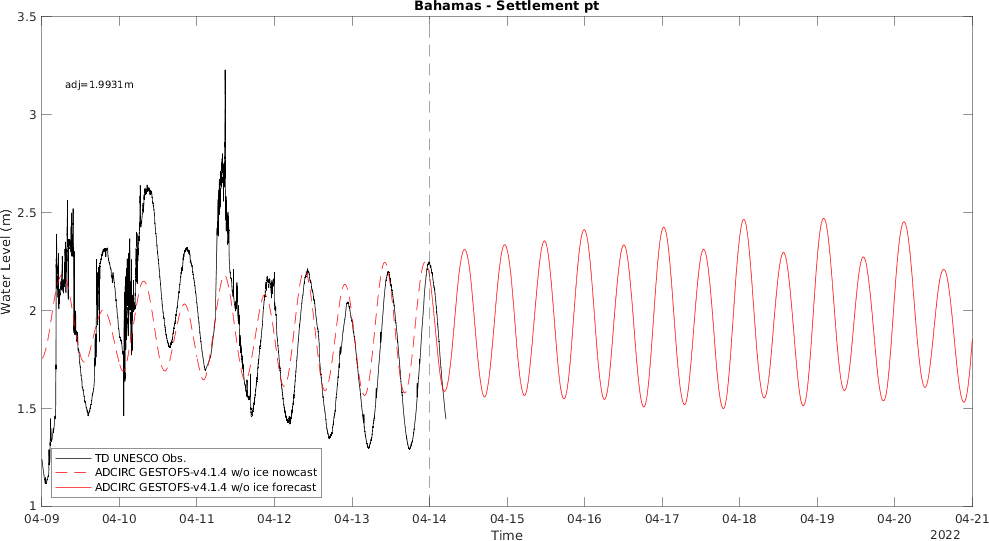 Bahamas - Settlement pt
3.5
adj=1.9931m
3
2.5
Water Level (m)
2
1.5
TD UNESCO Obs.
ADCIRC GESTOFS-v4.1.4 w/o ice nowcast
ADCIRC GESTOFS-v4.1.4 w/o ice forecast
1
04-09 04-10 04-11 04-12 04-13 04-14 04-15 04-16 04-17 04-18 04-19 04-20 04-21
Time
2022